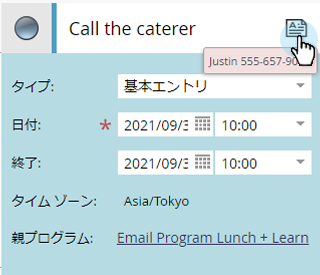 Call the caterer
Justin 555-657-90
タイプ: 基本エントリ
日付: * 2021/09/3 10:00
終了: 2021/09/3 10:00
タイム ゾーン: Asia/Tokyo
親プログラム: Email Program Lunch + Learn